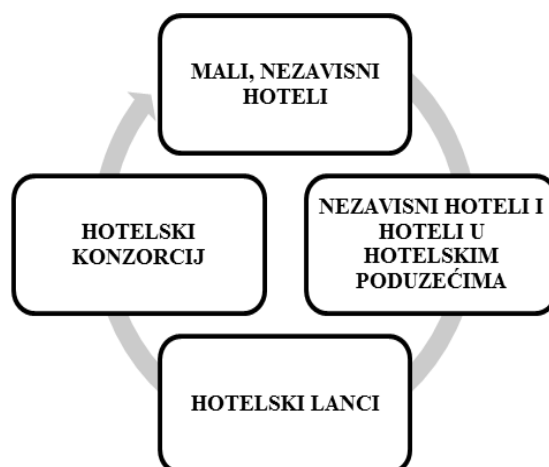 MALI, NEZAVISNI
HOTELI
NEZAVISNI HOTELI I
HOTELI U
HOTELSKIM
PODUZEĆIMA
HOTELSKI LANCI
HOTELSKI
KONZORCIJ